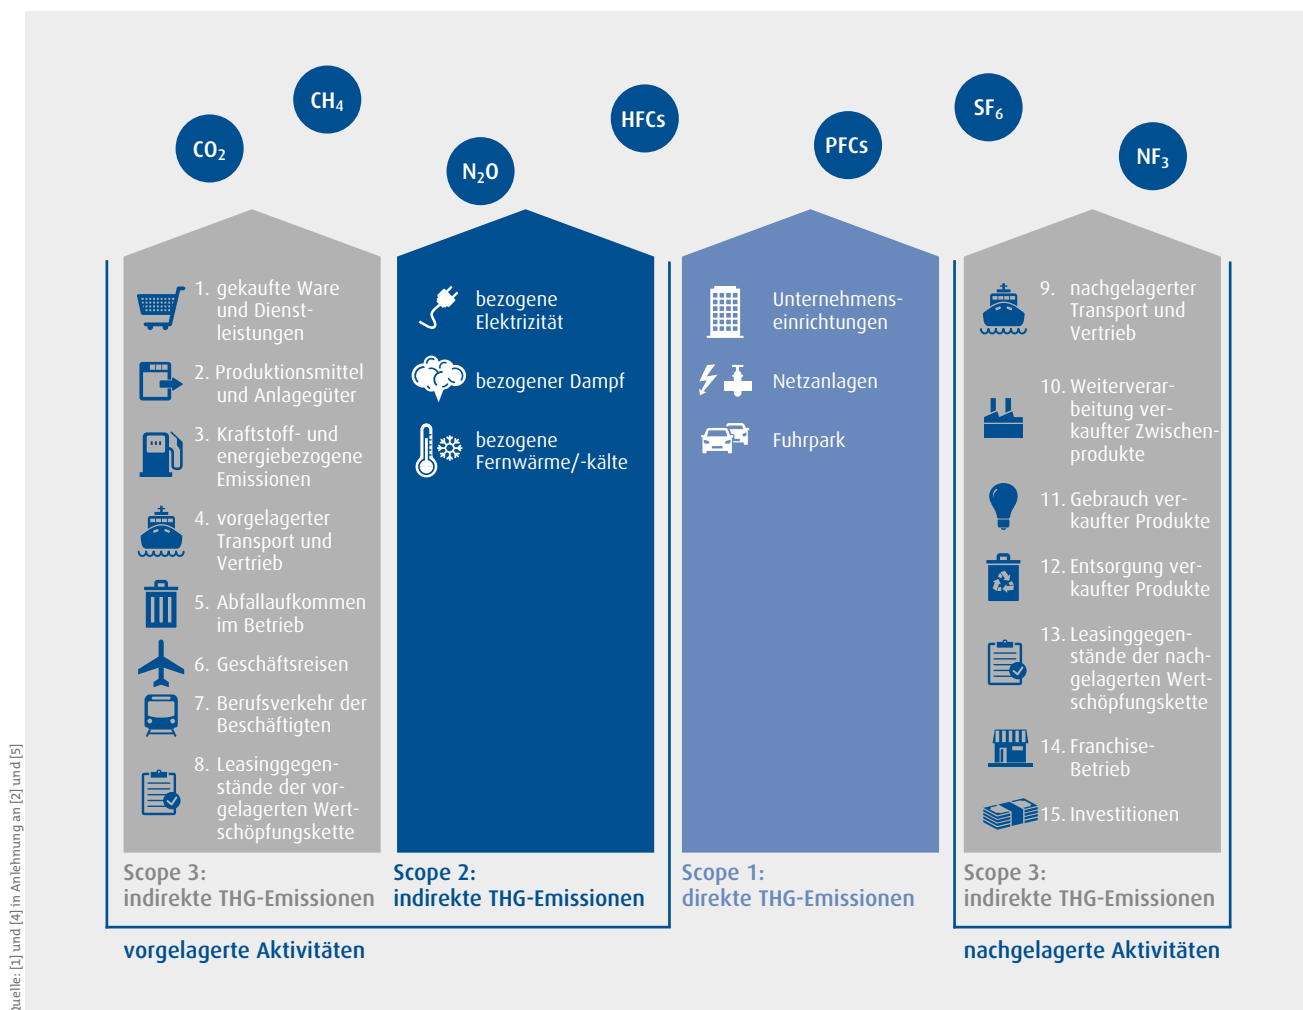 CO₂
CH₄
N₂O
HFCs
PFCs
SF₆
NF₃
1. gekaufte Ware
und Dienst-
leistungen
2. Produktionsmittel
und Anlagegüter
3. Kraftstoff- und
energiebezogene
Emissionen
4. vorgelagerter
Transport und
Vertrieb
5. Abfallaufkommen
im Betrieb
6. Geschäftsreisen
7. Berufsverkehr der
Beschäftigten
8. Leasinggegen-
stände der vor-
gelagerten Wert-
schöpfungskette
Scope 3:
indirekte THG-Emissionen
bezogene
Elektrizität
bezogener Dampf
bezogene
Fernwärme/-kälte
Scope 2:
indirekte THG-Emissionen
vorgelagerte Aktivitäten
Unternehmens-
einrichtungen
Netzanlagen
Fuhrpark
Scope 1:
direkte THG-Emissionen
9. nachgelagerter
Transport und
Vertrieb
10. Weiterverar-
beitung ver-
kaufter Zwischen-
produkte
11. Gebrauch ver-
kaufter Produkte
12. Entsorgung ver-
kaufter Produkte
13. Leasinggegen-
stände der nach-
gelagerten Wert-
schöpfungskette
14. Franchise-
Betrieb
15. Investitionen
Scope 3:
indirekte THG-Emissionen
nachgelagerte Aktivitäten
Quelle: [1] und [4] in Anlehnung an [2] und [5]